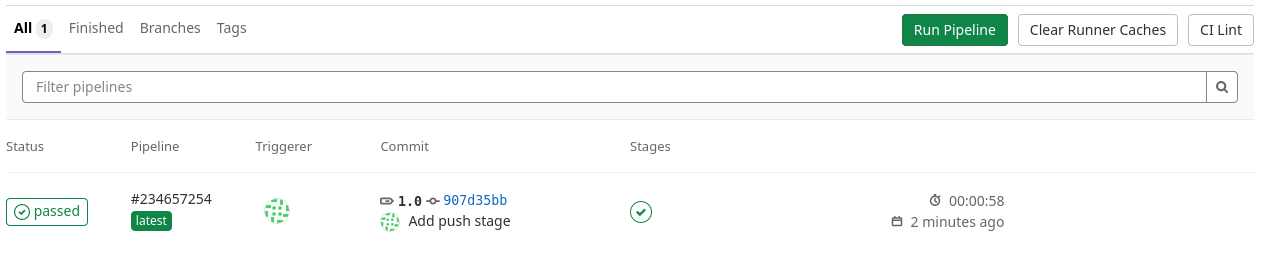 All 1 Finished Branches Tags Run Pipeline Clear Runner Caches CI Lint
Filter pipelines
Status Pipeline Triggerer Commit Stages
passed #234657254 1.0 907d35bb 00:00:58
latest Add push stage 2 minutes ago